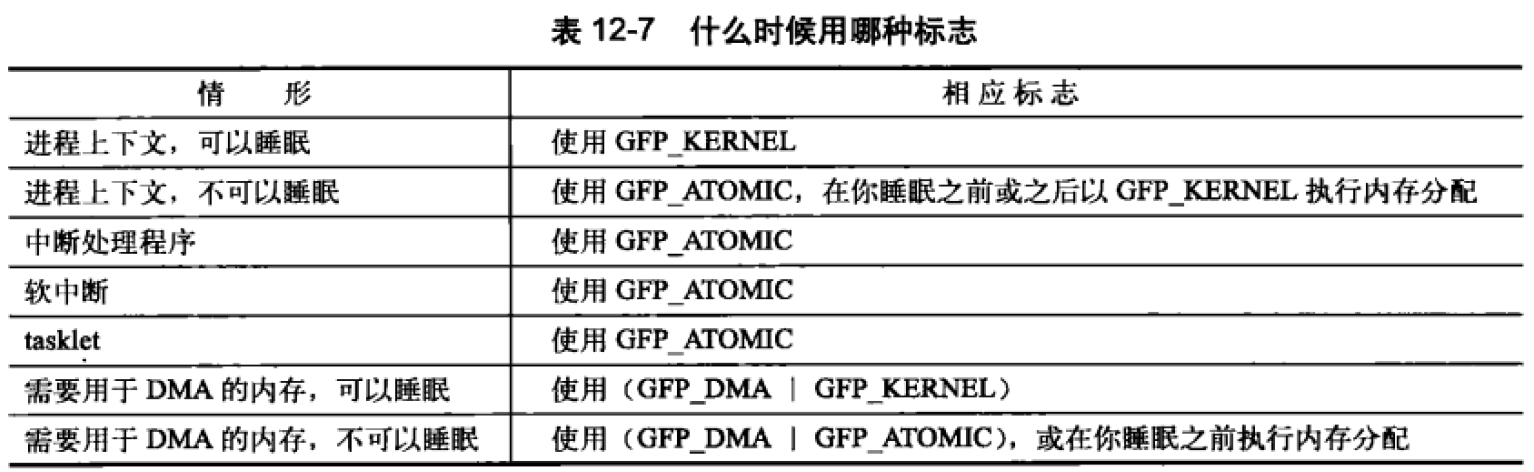 表 12-7 什么时候用哪种标志
情 形 相应标志
进程上下文，可以睡眠 使用 GFP_KERNEL
进程上下文，不可以睡眠 使用 GFP_ATOMIC，在你睡眠之前或之后以 GFP_KERNEL 执行内存分配
中断处理程序 使用 GFP_ATOMIC
软中断 使用 GFP_ATOMIC
tasklet 使用 GFP_ATOMIC
需要用于 DMA 的内存，可以睡眠 使用（GFP_DMA | GFP_KERNEL）
需要用于 DMA 的内存，不可以睡眠 使用（GFP_DMA | GFP_ATOMIC），或在你睡眠之前执行内存分配